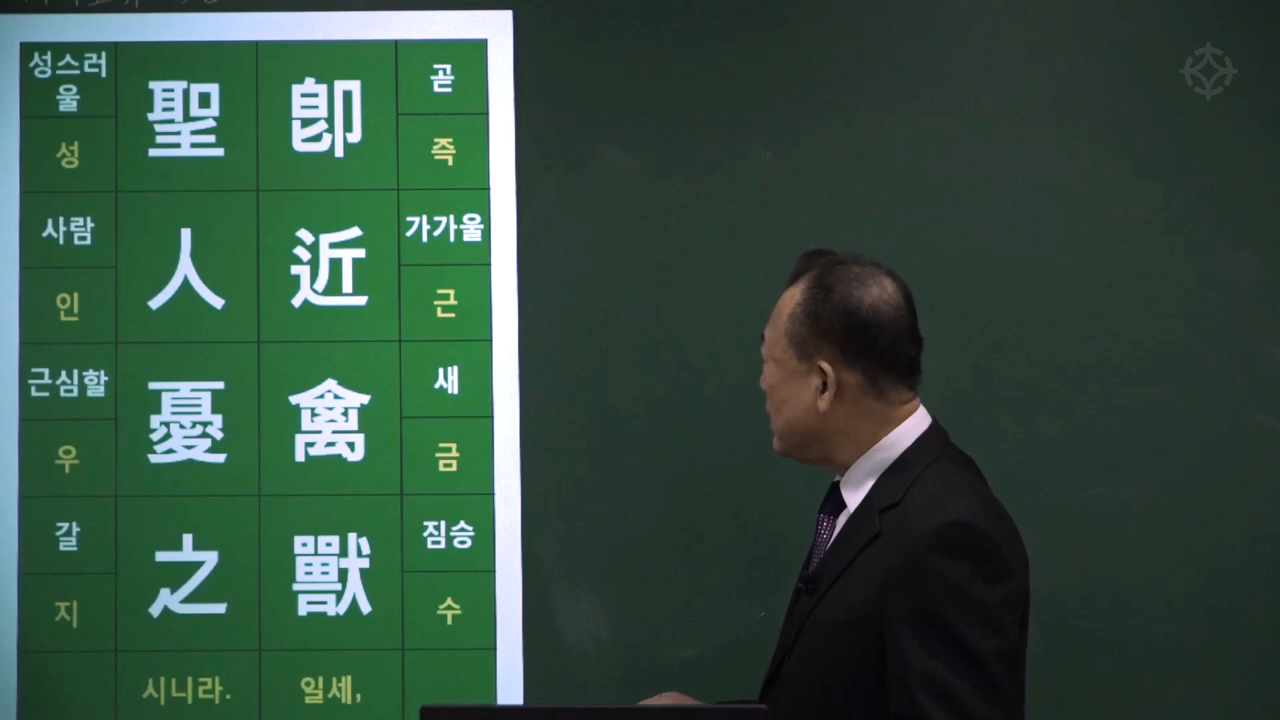 곧
즉
가가울
근
새
금
짐승
수
卽近禽獸일세,
聖人憂之시니라.
성스러울
성
사람
인
근심할
우
갈
지